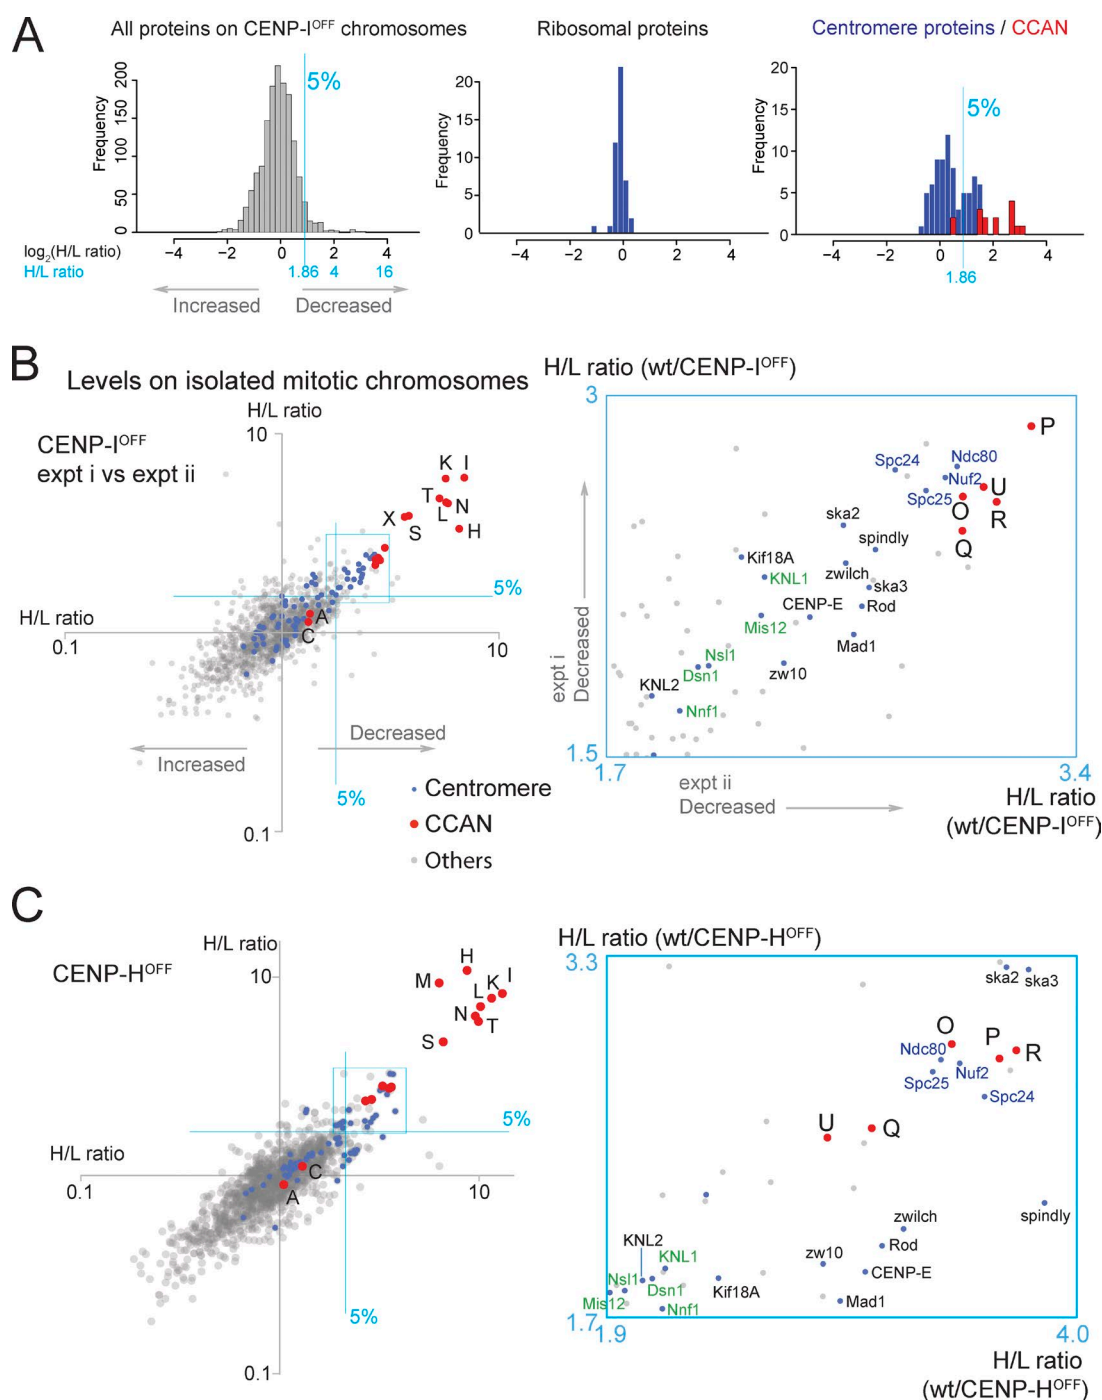 A
All proteins on CENP-I^OFF chromosomes
Frequency
200
150
100
50
0
5%
−4 −2 0 2 4
log2(H/L ratio)
H/L ratio
1.86 4 16
Increased
Decreased
Ribosomal proteins
Frequency
20
15
10
5
0
−4 −2 0 2 4
Centromere proteins / CCAN
Frequency
20
15
10
5
0
5%
−4 −2 0 2 4
1.86
B
Levels on isolated mitotic chromosomes
CENP-I^OFF
expt i vs expt ii
H/L ratio
10
K I
T L N
X S H
5%
H/L ratio
0.1
A
C
10
Decreased
Increased
5%
0.1
Centromere
CCAN
Others
H/L ratio (wt/CENP-I^OFF)
3
P
Spc24
Ndc80
Nuf2
Spc25
U
O
R
Q
ska2
spindly
Kif18A
zwilch
KNL1
ska3
CENP-E
Rod
Mis12
Mad1
Nsl1
Dsn1
zw10
KNL2
Nnf1
expt i
Decreased
1.5
1.7
3.4
expt ii
Decreased
H/L ratio
(wt/CENP-I^OFF)
C
CENP-H^OFF
H/L ratio
10
H
M
L K I
N T
S
5%
H/L ratio
0.1
C
A
10
5%
0.1
H/L ratio (wt/CENP-H^OFF)
3.3
ska2
ska3
O
P
R
Ndc80
Nuf2
Spc25
Spc24
U
Q
spindly
zwilch
Rod
KNL2
KNL1
zw10
CENP-E
Nsl1
Dsn1
Kif18A
Mis12
Nnf1
Mad1
1.7
1.9
4.0
H/L ratio
(wt/CENP-H^OFF)